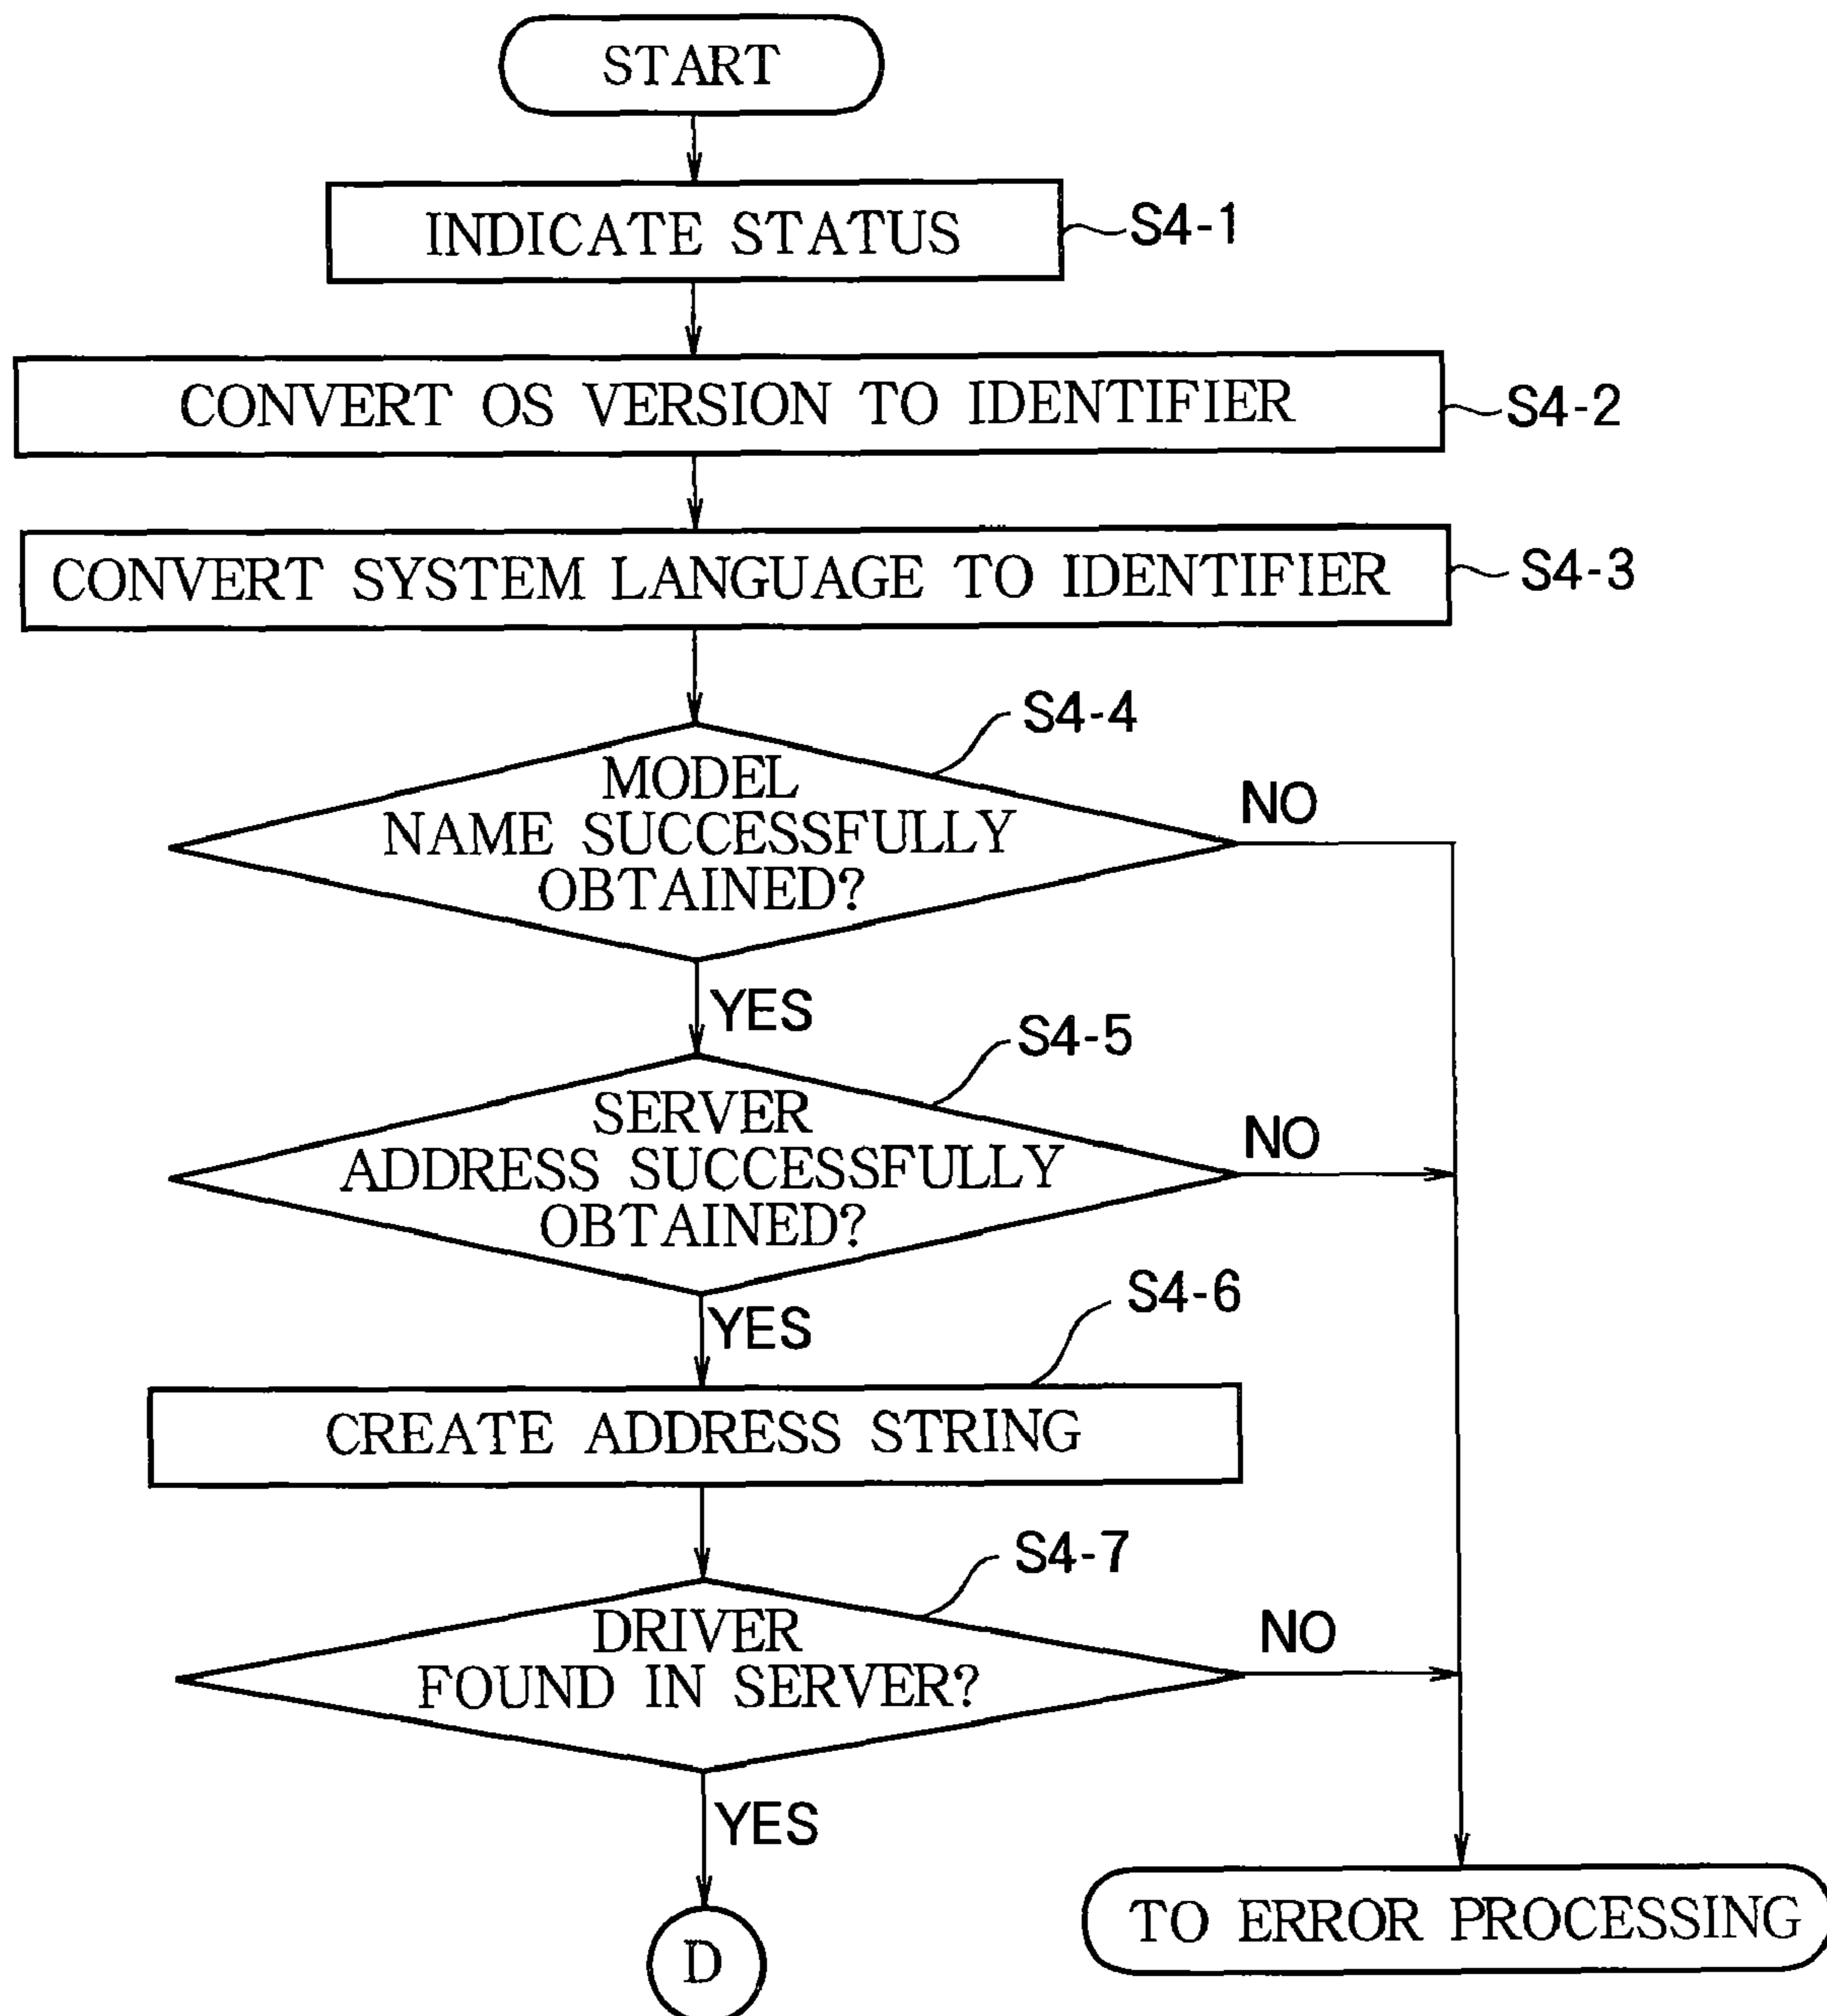 START
INDICATE STATUS
S4-1
CONVERT OS VERSION TO IDENTIFIER
S4-2
CONVERT SYSTEM LANGUAGE TO IDENTIFIER
S4-3
S4-4
MODEL
NAME SUCCESSFULLY
OBTAINED?
NO
YES
S4-5
SERVER
ADDRESS SUCCESSFULLY
OBTAINED?
NO
YES
S4-6
CREATE ADDRESS STRING
S4-7
DRIVER
FOUND IN SERVER?
NO
YES
D
TO ERROR PROCESSING